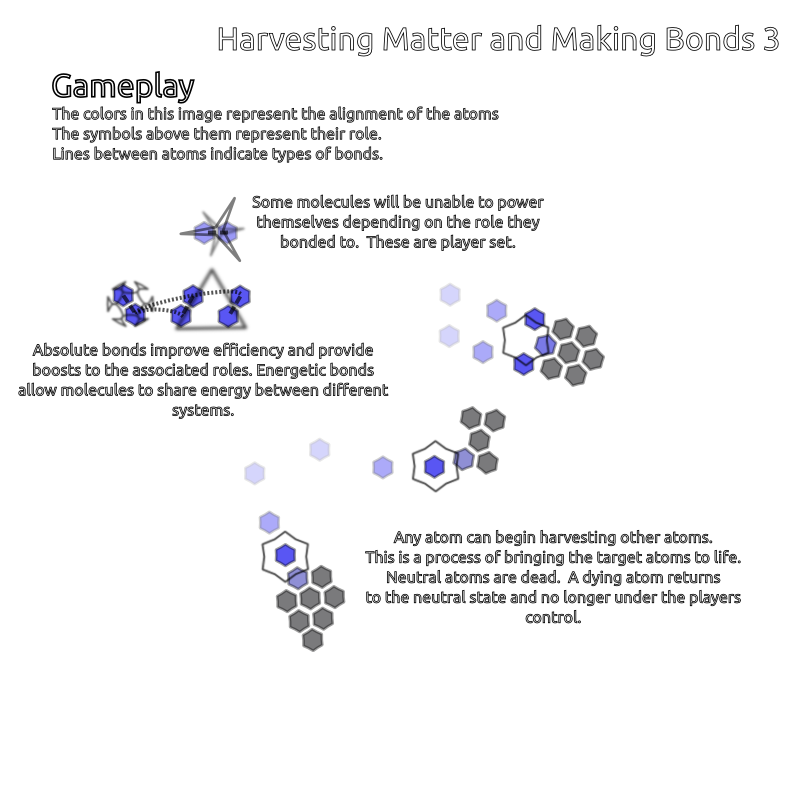 Harvesting Matter and Making Bonds 3
Gameplay
The colors in this image represent the alignment of the atoms
The symbols above them represent their role.
Lines between atoms indicate types of bonds.
Some molecules will be unable to power
themselves depending on the role they
bonded to.  These are player set.
Absolute bonds improve efficiency and provide
boosts to the associated roles. Energetic bonds
allow molecules to share energy between different
systems.
Any atom can begin harvesting other atoms.
This is a process of bringing the target atoms to life.
Neutral atoms are dead.  A dying atom returns
to the neutral state and no longer under the players
control.